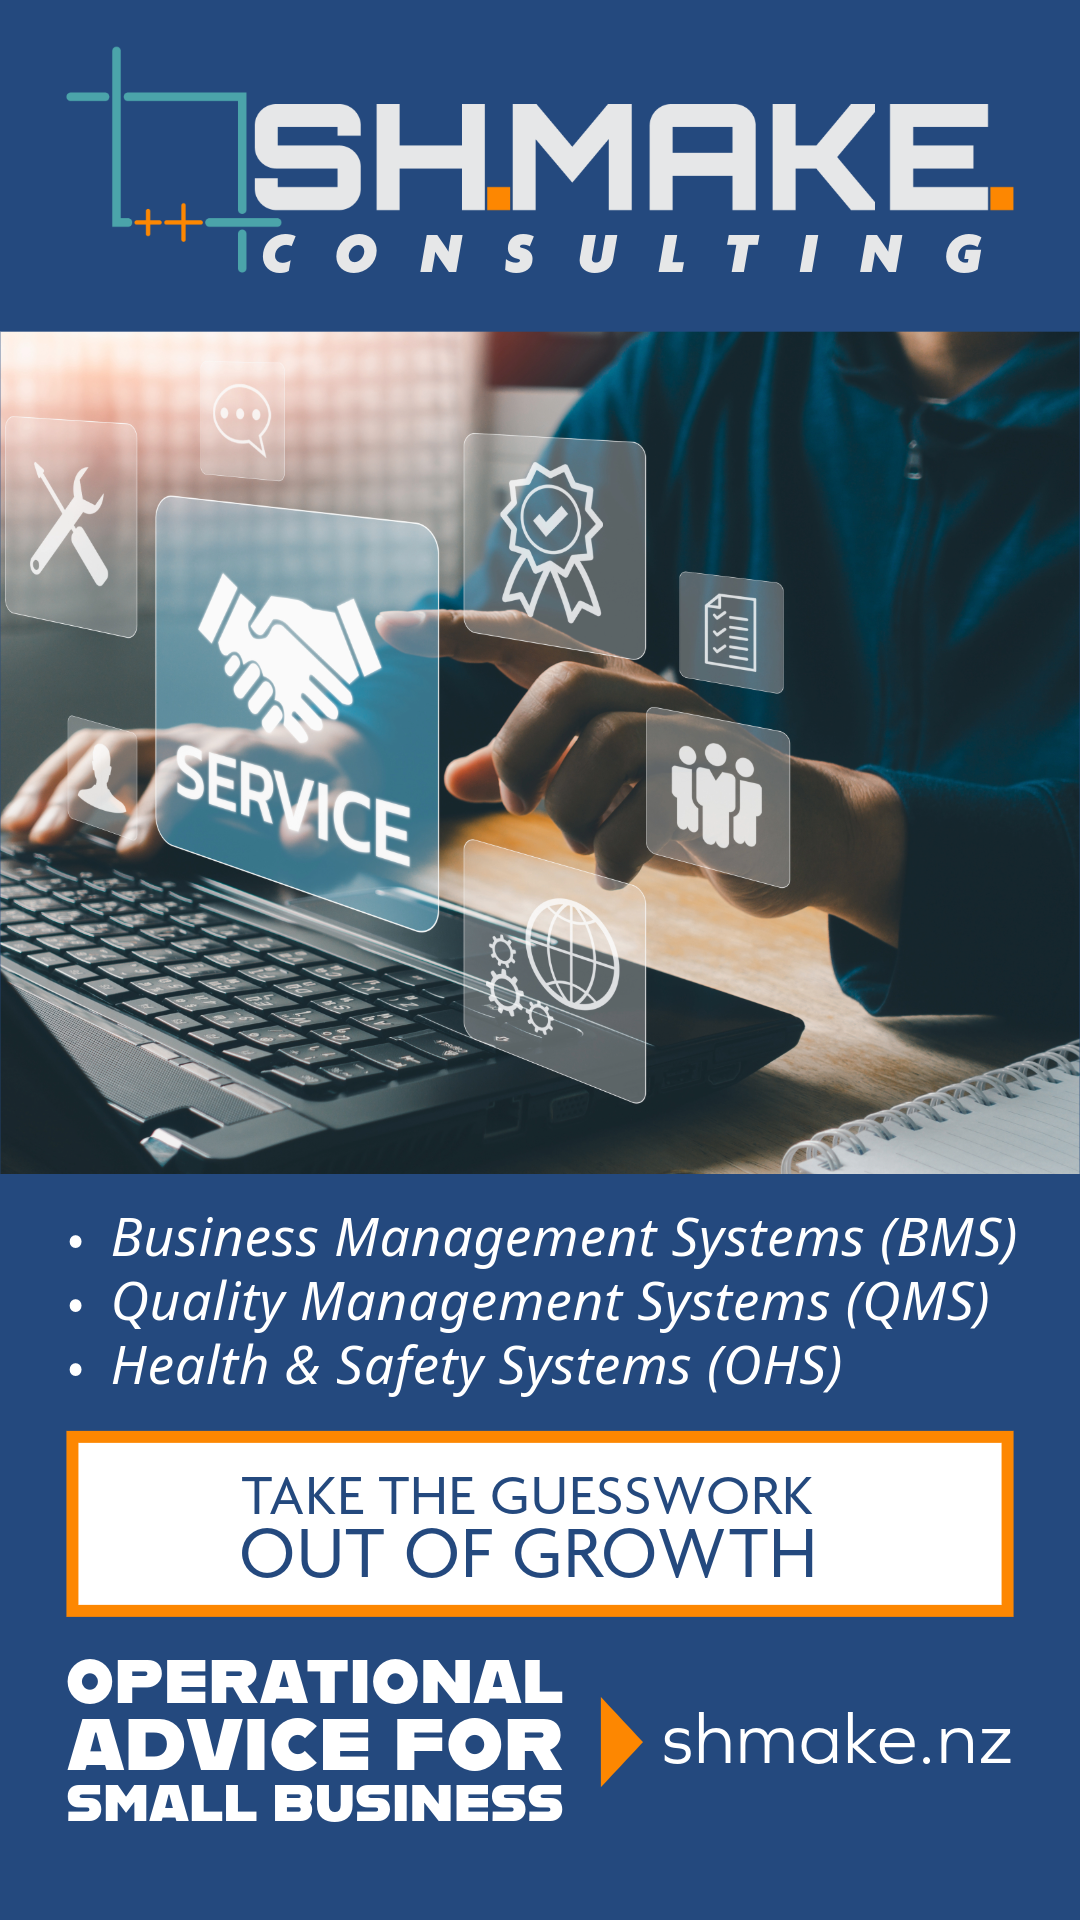 SH.MAKE.
CONSULTING
SERVICE
• Business Management Systems (BMS)
• Quality Management Systems (QMS)
• Health & Safety Systems (OHS)
TAKE THE GUESSWORK
OUT OF GROWTH
OPERATIONAL
ADVICE FOR
SMALL BUSINESS
shmake.nz